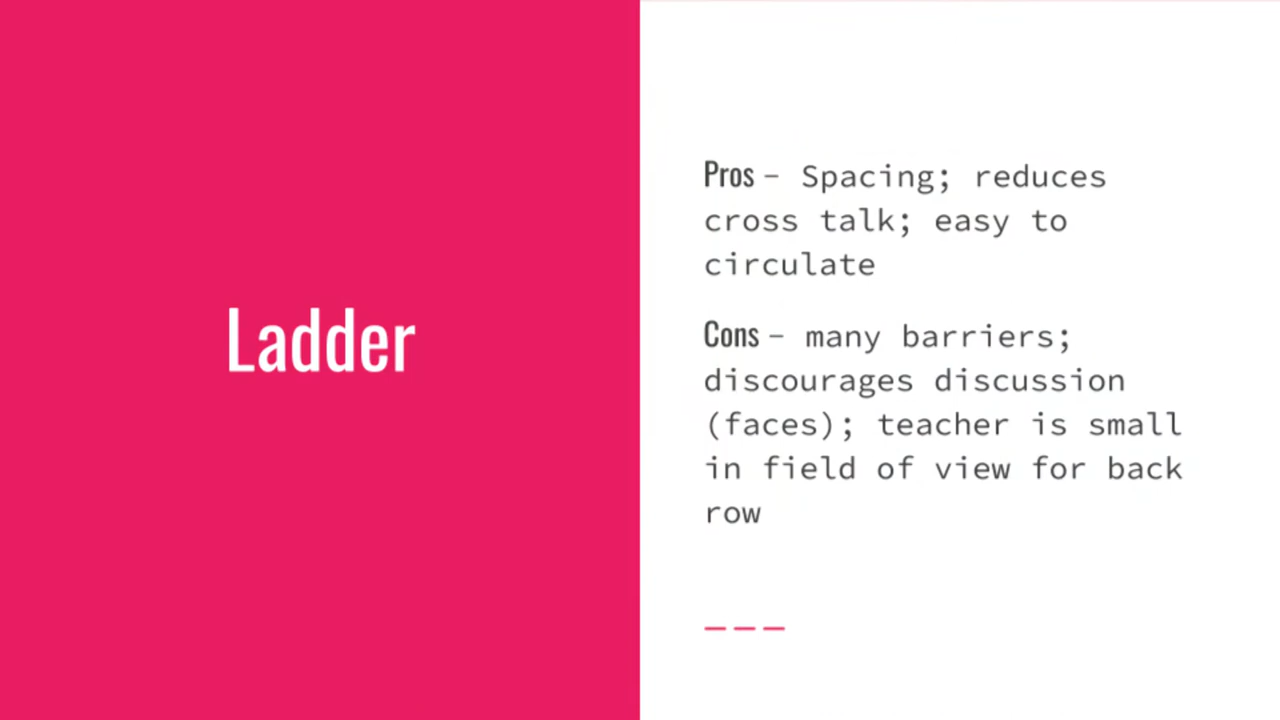 Ladder
Pros – Spacing; reduces
cross talk; easy to
circulate
Cons – many barriers;
discourages discussion
(faces); teacher is small
in field of view for back
row